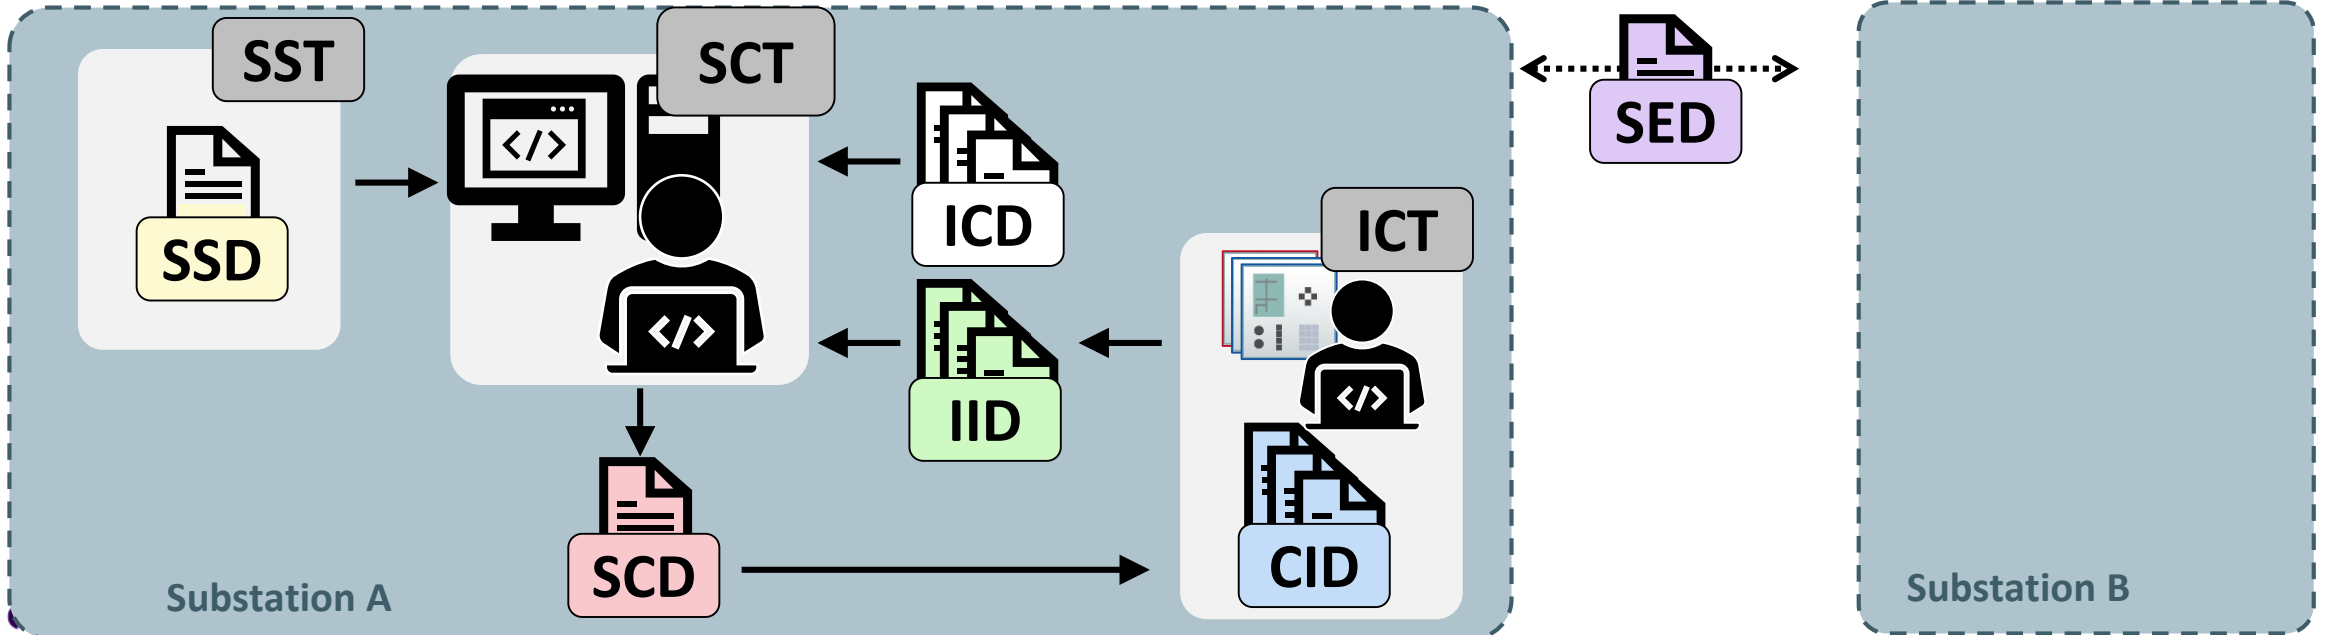 SST
SCT
SED
</>
SSD
ICD
ICT
</>
IID
</>
SCD
CID
Substation A
Substation B